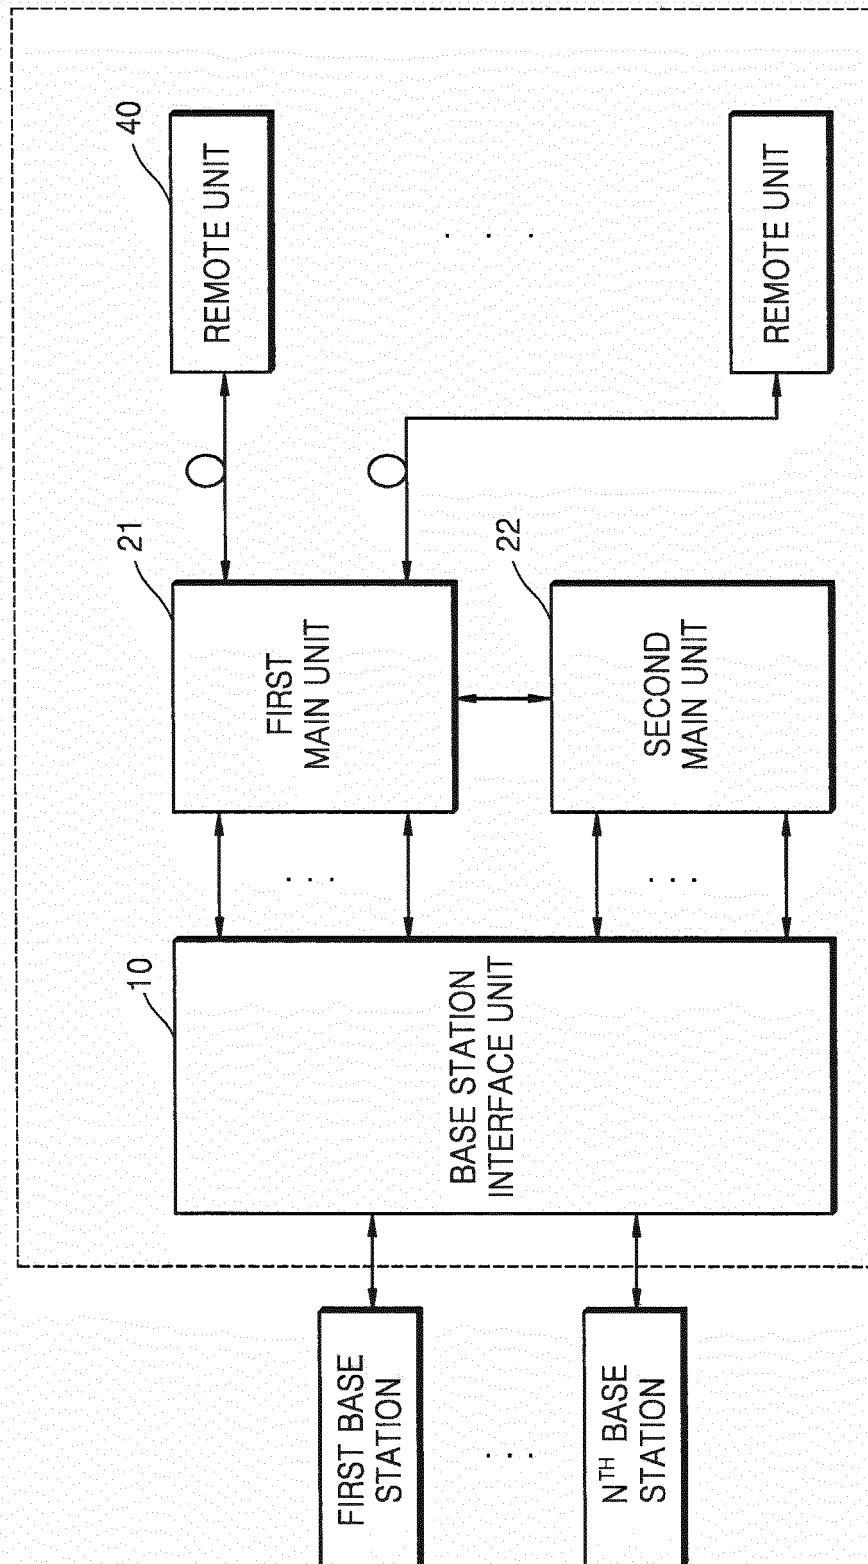 FIRST BASE
STATION
. . .
N^TH BASE
STATION
10
BASE STATION
INTERFACE UNIT
. . .
. . .
21
FIRST
MAIN UNIT
22
SECOND
MAIN UNIT
40
REMOTE UNIT
. . .
REMOTE UNIT